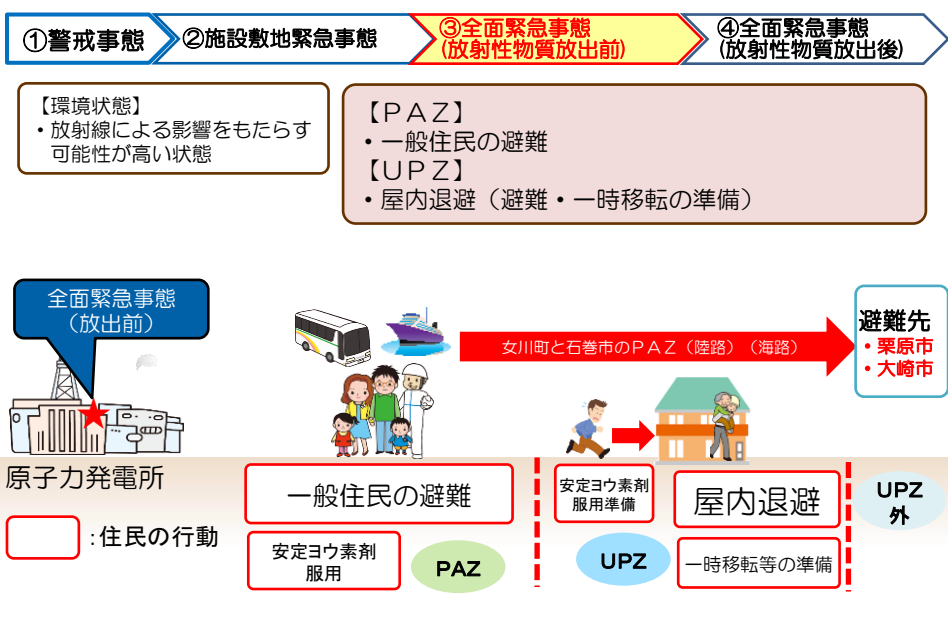 ①警戒事態
②施設敷地緊急事態
③全面緊急事態
(放射性物質放出前)
④全面緊急事態
(放射性物質放出後)
【環境状態】
・放射線による影響をもたらす
可能性が高い状態
【ＰＡＺ】
・一般住民の避難
【ＵＰＺ】
・屋内退避（避難・一時移転の準備）
全面緊急事態
（放出前）
女川町と石巻市のＰＡＺ（陸路）（海路）
避難先
・栗原市
・大崎市
原子力発電所
:住民の行動
一般住民の避難
安定ヨウ素剤
服用
PAZ
安定ヨウ素剤
服用準備
屋内退避
UPZ
一時移転等の準備
UPZ
外